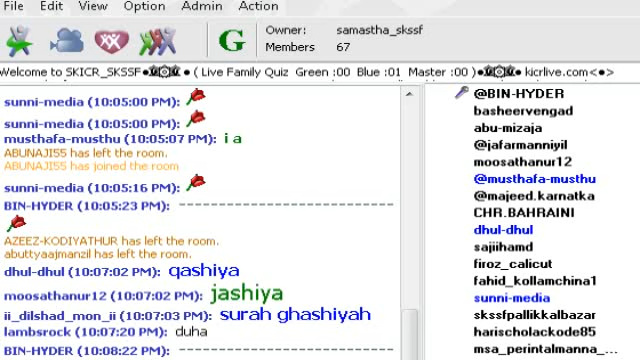 File Edit View Option Admin Action
G Owner: samastha_skssf
Members 67
Welcome to SKICR_SSKSSF ( Live Family Quiz Green :00 Blue :01 Master :00 ) kicrlive.com<●>
sunni-media (10:05:00 PM):
sunni-media (10:05:00 PM):
musthafa-musthu (10:05:07 PM): i a
ABUNAJI55 has left the room.
ABUNAJI55 has joined the room
sunni-media (10:05:16 PM):
BIN-HYDER (10:05:23 PM): --------------------------
AZEEZ-KODIYATHUR has left the room.
abuttyaajmanzil has left the room.
dhul-dhul (10:07:02 PM): qashiya
moosathanur12 (10:07:02 PM): jashiya
ii_dilshad_mon_ii (10:07:03 PM): surah ghashiyah
lambsrock (10:07:20 PM): duha
BIN-HYDER (10:08:22 PM): --------------------------
@BIN-HYDER
basheervengad
abu-mizaja
@jafarmanniyil
moosathanur12
@musthafa-musthu
@majeed.karnatka
CHR.BAHRAINI
dhul-dhul
sajiihamd
firoz_calicut
fahid_kollamchina1
sunni-media
skssfpallikkalbazar
harischolackode85
msa_perintalmanna_...